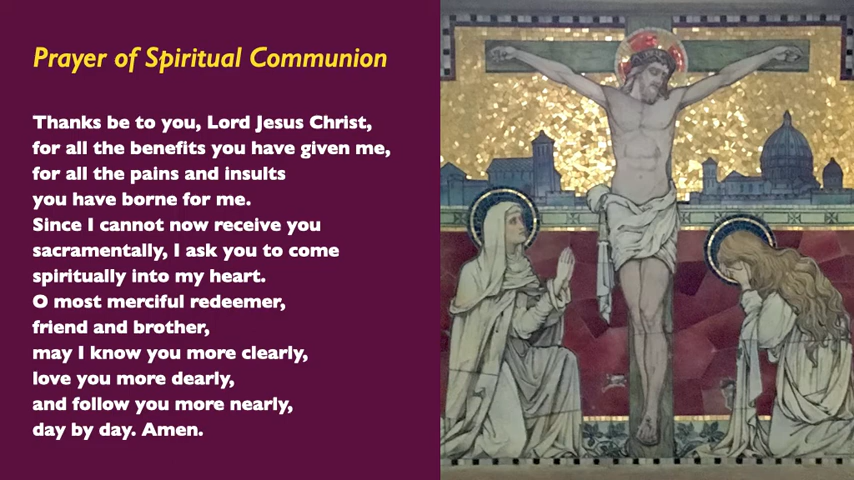 Prayer of Spiritual Communion
Thanks be to you, Lord Jesus Christ,
for all the benefits you have given me,
for all the pains and insults
you have borne for me.
Since I cannot now receive you
sacramentally, I ask you to come
spiritually into my heart.
O most merciful redeemer,
friend and brother,
may I know you more clearly,
love you more dearly,
and follow you more nearly,
day by day. Amen.